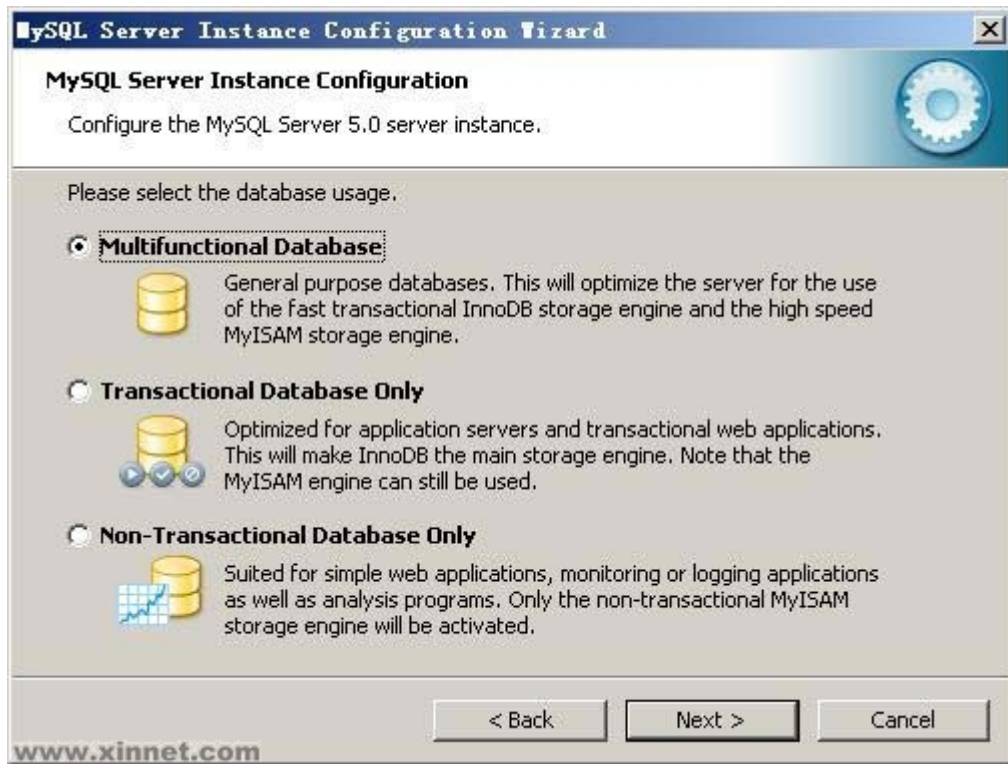 MySQL Server Instance Configuration Wizard
MySQL Server Instance Configuration
Configure the MySQL Server 5.0 server instance.
Please select the database usage.
Multifunctional Database
General purpose databases. This will optimize the server for the use
of the fast transactional InnoDB storage engine and the high speed
MyISAM storage engine.
Transactional Database Only
Optimized for application servers and transactional web applications.
This will make InnoDB the main storage engine. Note that the
MyISAM engine can still be used.
Non-Transactional Database Only
Suited for simple web applications, monitoring or logging applications
as well as analysis programs. Only the non-transactional MyISAM
storage engine will be activated.
< Back
Next >
Cancel
www.xinnet.com